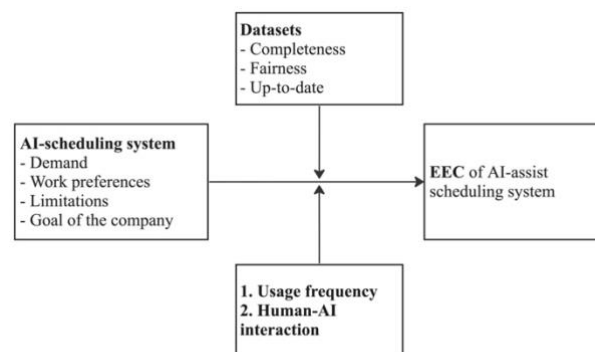 Datasets
- Completeness
- Fairness
- Up-to-date
AI-scheduling system
- Demand
- Work preferences
- Limitations
- Goal of the company
EEC of AI-assist
scheduling system
1. Usage frequency
2. Human-AI
interaction